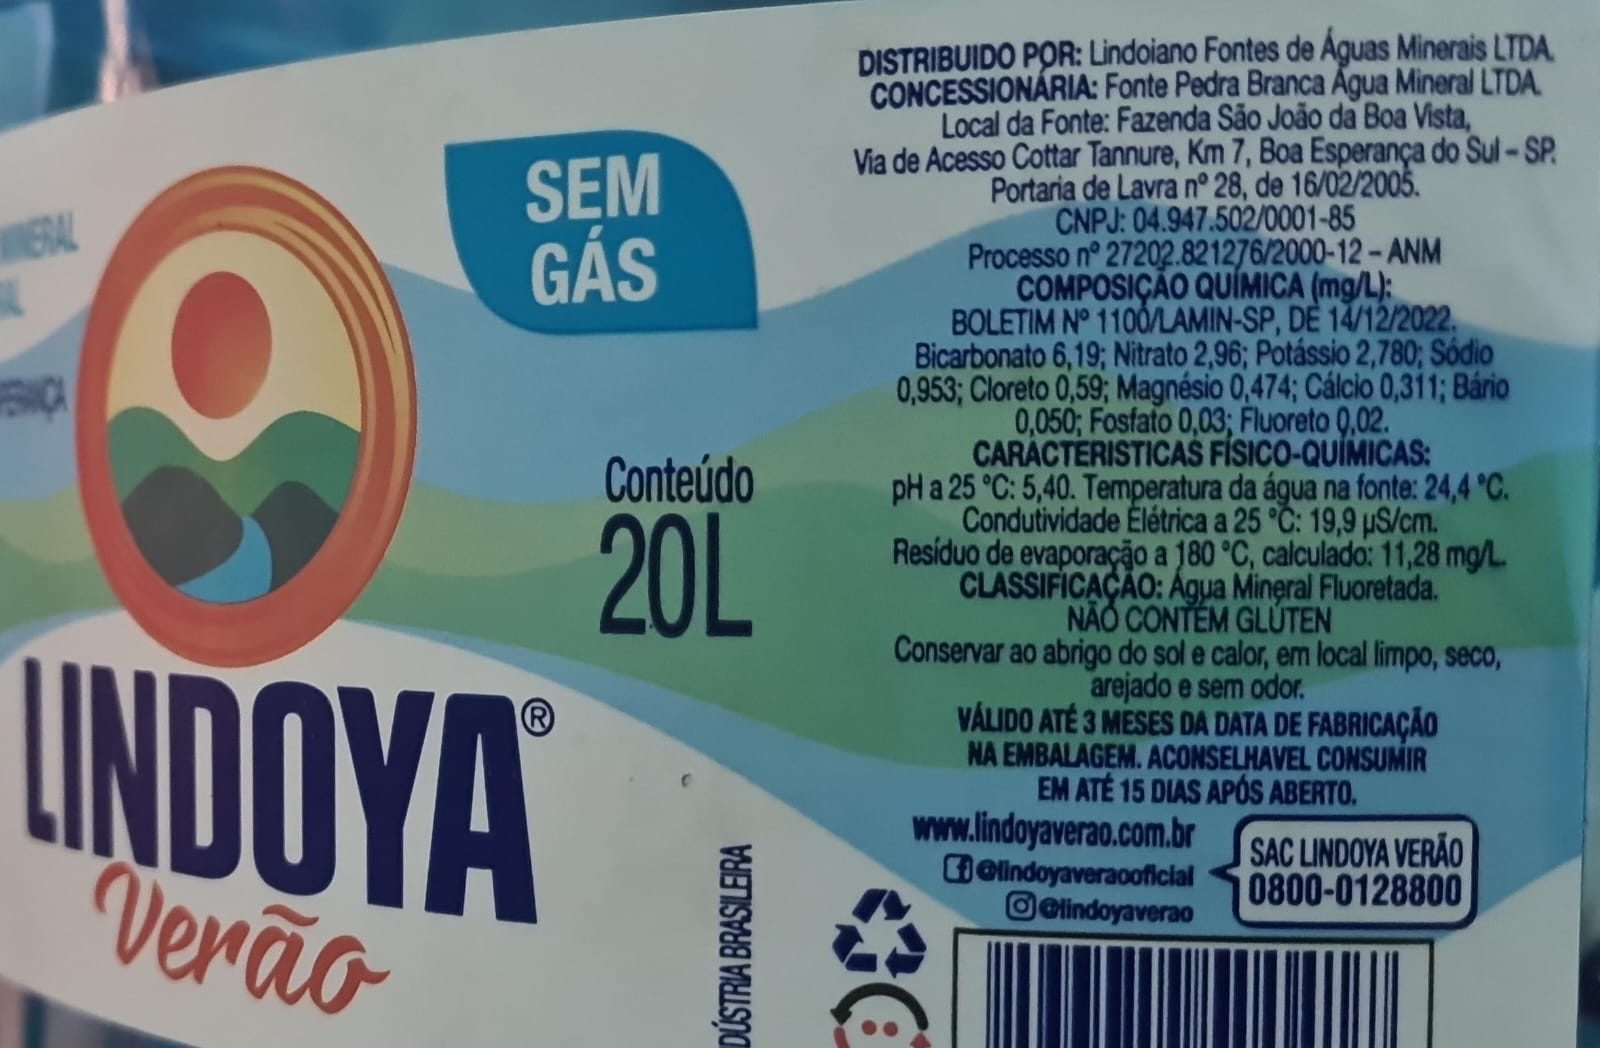 MINERAL
SEM
GÁS
Conteúdo
20L
LINDOYA®
Verão
DÚSTRIA BRASILEIRA
DISTRIBUIDO POR: Lindoiano Fontes de Águas Minerais LTDA.
CONCESSIONÁRIA: Fonte Pedra Branca Água Mineral LTDA.
Local da Fonte: Fazenda São João da Boa Vista,
Via de Acesso Cottar Tannure, Km 7, Boa Esperança do Sul – SP.
Portaria de Lavra nº 28, de 16/02/2005.
CNPJ: 04.947.502/0001-85
Processo nº 27202.821276/2000-12 – ANM
COMPOSIÇÃO QUÍMICA (mg/L):
BOLETIM Nº 1100/LAMIN-SP, DE 14/12/2022.
Bicarbonato 6,19; Nitrato 2,96; Potássio 2,780; Sódio
0,953; Cloreto 0,59; Magnésio 0,474; Cálcio 0,311; Bário
0,050; Fosfato 0,03; Fluoreto 0,02.
CARACTERISTICAS FÍSICO-QUÍMICAS:
pH a 25 °C: 5,40. Temperatura da água na fonte: 24,4 °C.
Condutividade Elétrica a 25 °C: 19,9 µS/cm.
Resíduo de evaporação a 180 °C, calculado: 11,28 mg/L.
CLASSIFICAÇÃO: Água Mineral Fluoretada.
NÃO CONTÉM GLÚTEN
Conservar ao abrigo do sol e calor, em local limpo, seco,
arejado e sem odor.
VÁLIDO ATÉ 3 MESES DA DATA DE FABRICAÇÃO
NA EMBALAGEM. ACONSELHAVEL CONSUMIR
EM ATÉ 15 DIAS APÓS ABERTO.
www.lindoyaverao.com.br
@lindoyaveraooficial
@lindoyaverao
SAC LINDOYA VERÃO
0800-0128800